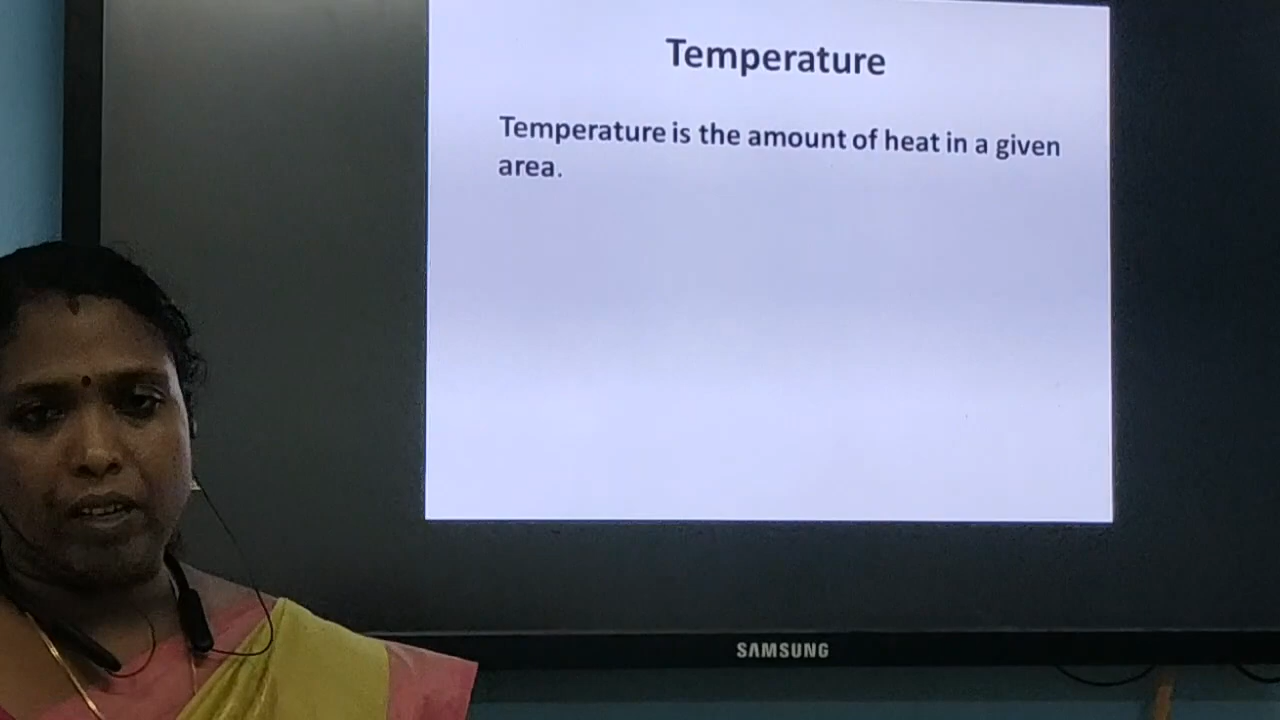 Temperature
Temperature is the amount of heat in a given
area.
SAMSUNG